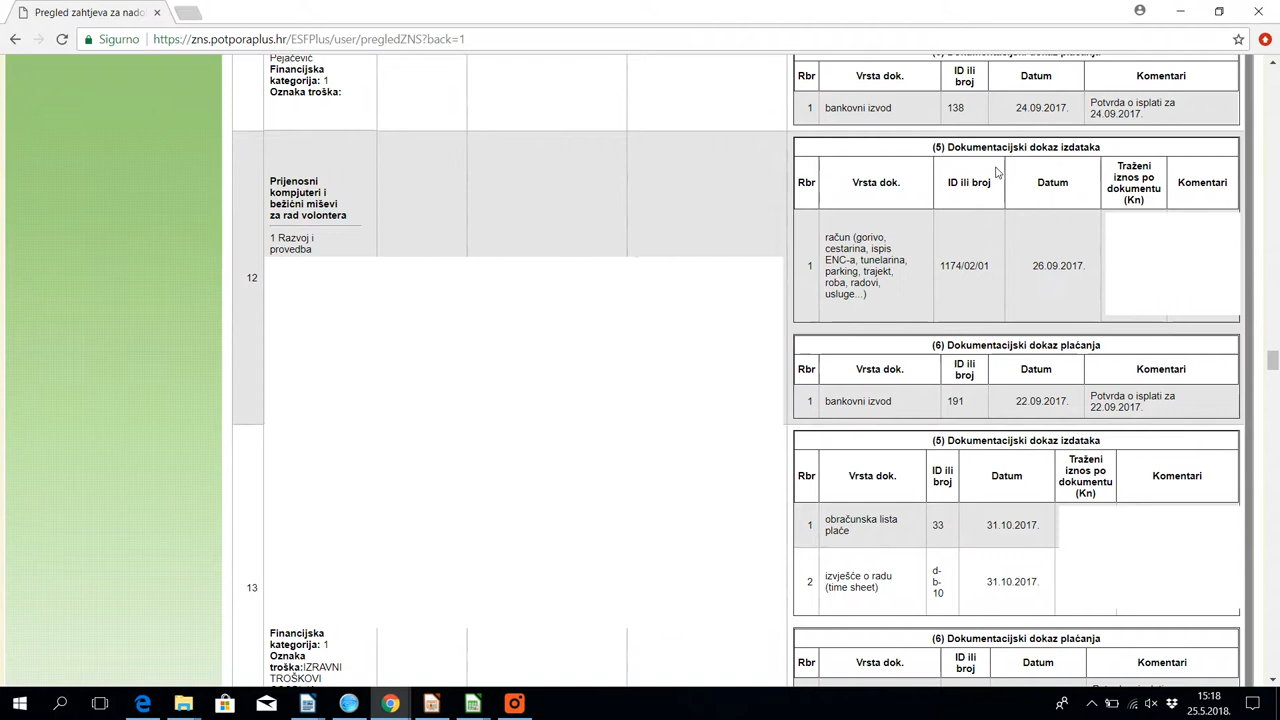 Pregled zahtjeva za nado
Sigurno
https://zns.potporaplus.hr/ESFPlus/user/pregledZNS?back=1
Pejačević
Financijska
kategorija: 1
Oznaka troška:
(6) Dokumentacijski dokaz plaćanja
Rbr Vrsta dok. ID ili broj Datum Komentari
1 bankovni izvod 138 24.09.2017. Potvrda o isplati za
24.09.2017.
12
Prijenosni
kompjuteri i
bežićni miševi
za rad volontera
1 Razvoj i
provedba
(5) Dokumentacijski dokaz izdataka
Rbr Vrsta dok. ID ili broj Datum Traženi
iznos po
dokumentu
(Kn) Komentari
1 račun (gorivo,
cestarina, ispis
ENC-a, tunelarina,
parking, trajekt,
roba, radovi,
usluge...) 1174/02/01 26.09.2017.
(6) Dokumentacijski dokaz plaćanja
Rbr Vrsta dok. ID ili broj Datum Komentari
1 bankovni izvod 191 22.09.2017. Potvrda o isplati za
22.09.2017.
13
(5) Dokumentacijski dokaz izdataka
Rbr Vrsta dok. ID ili broj Datum Traženi
iznos po
dokumentu
(Kn) Komentari
1 obračunska lista
plaće 33 31.10.2017.
2 izvješće o radu
(time sheet) d-
b-
10 31.10.2017.
Financijska
kategorija: 1
Oznaka
troška:IZRAVNI
TROŠKOVI
(6) Dokumentacijski dokaz plaćanja
Rbr Vrsta dok. ID ili broj Datum Komentari
15:18
25.5.2018.